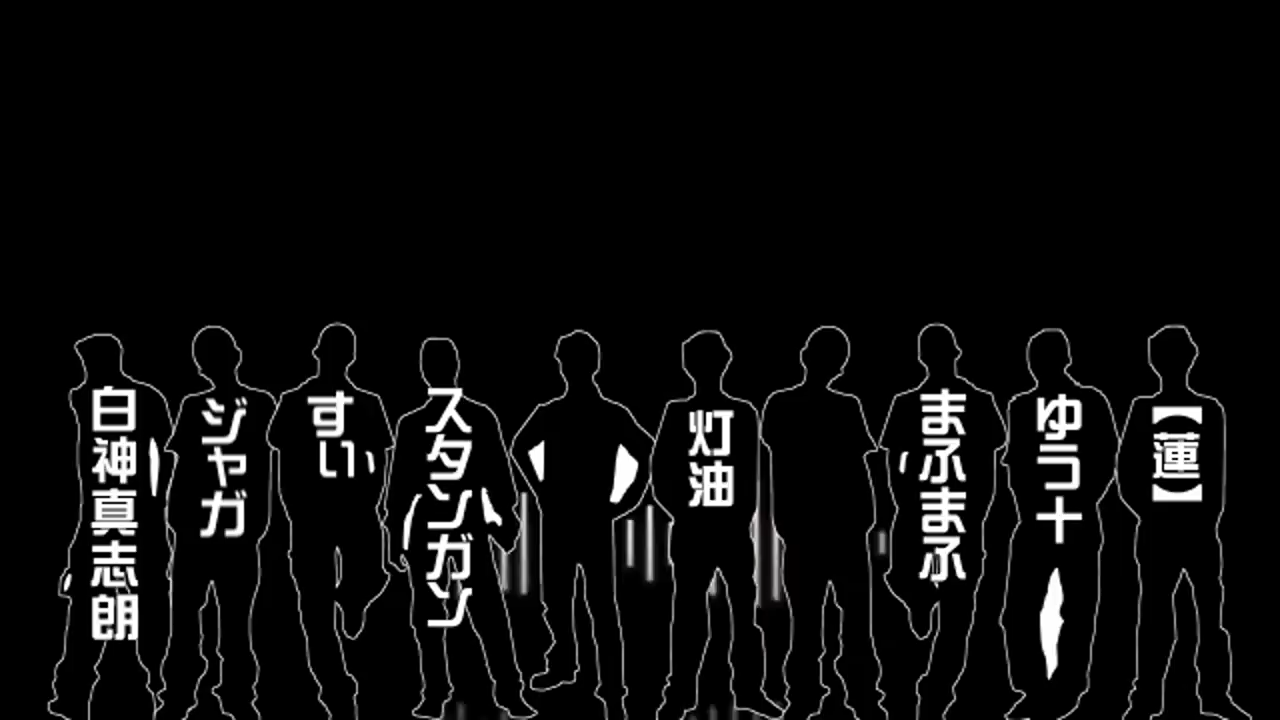 白神真志朗
ジャガ
すぃ
スタンガン
灯油
まふまふ
ゆう十
【蓮】